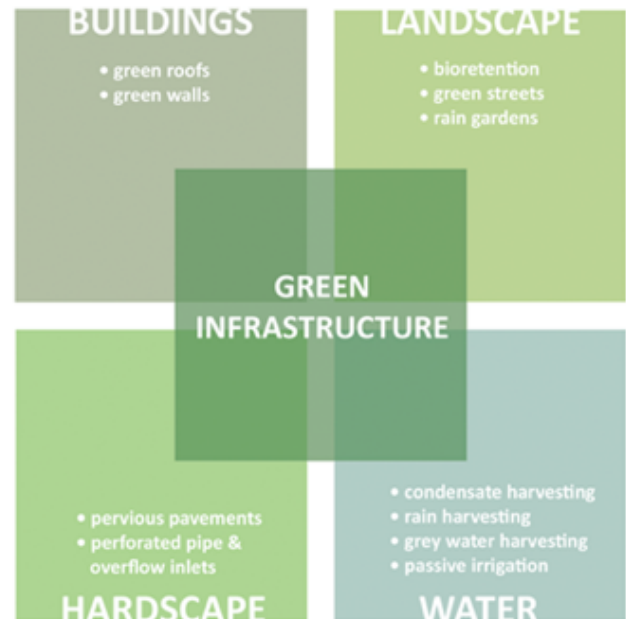 BUILDINGS
• green roofs
• green walls
LANDSCAPE
• bioretention
• green streets
• rain gardens
GREEN
INFRASTRUCTURE
• pervious pavements
• perforated pipe &
overflow inlets
HARDSCAPE
• condensate harvesting
• rain harvesting
• grey water harvesting
• passive irrigation
WATER